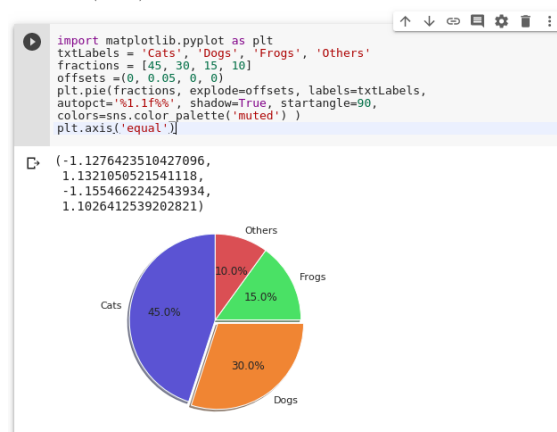 import matplotlib.pyplot as plt
txtLabels = 'Cats', 'Dogs', 'Frogs', 'Others'
fractions = [45, 30, 15, 10]
offsets =(0, 0.05, 0, 0)
plt.pie(fractions, explode=offsets, labels=txtLabels,
autopct='%1.1f%%', shadow=True, startangle=90,
colors=sns.color_palette('muted') )
plt.axis('equal')
(-1.1276423510427096,
1.1321050521541118,
-1.1554662242543934,
1.1026412539202821)
Others
10.0%
Frogs
15.0%
Cats
45.0%
30.0%
Dogs